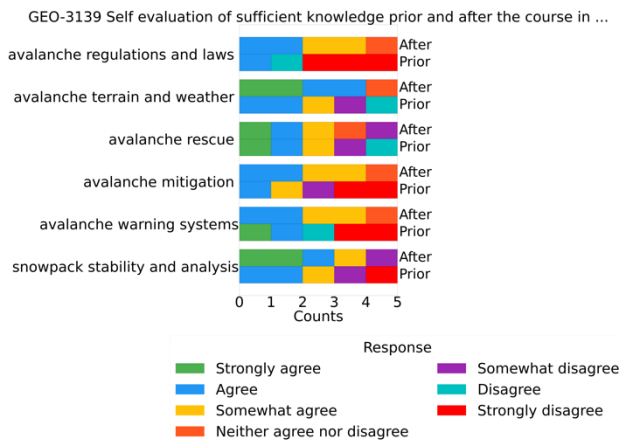 GEO-3139 Self evaluation of sufficient knowledge prior and after the course in ...
avalanche regulations and laws
After
Prior
avalanche terrain and weather
After
Prior
avalanche rescue
After
Prior
avalanche mitigation
After
Prior
avalanche warning systems
After
Prior
snowpack stability and analysis
After
Prior
0 1 2 3 4 5
Counts
Response
Strongly agree
Agree
Somewhat agree
Neither agree nor disagree
Somewhat disagree
Disagree
Strongly disagree